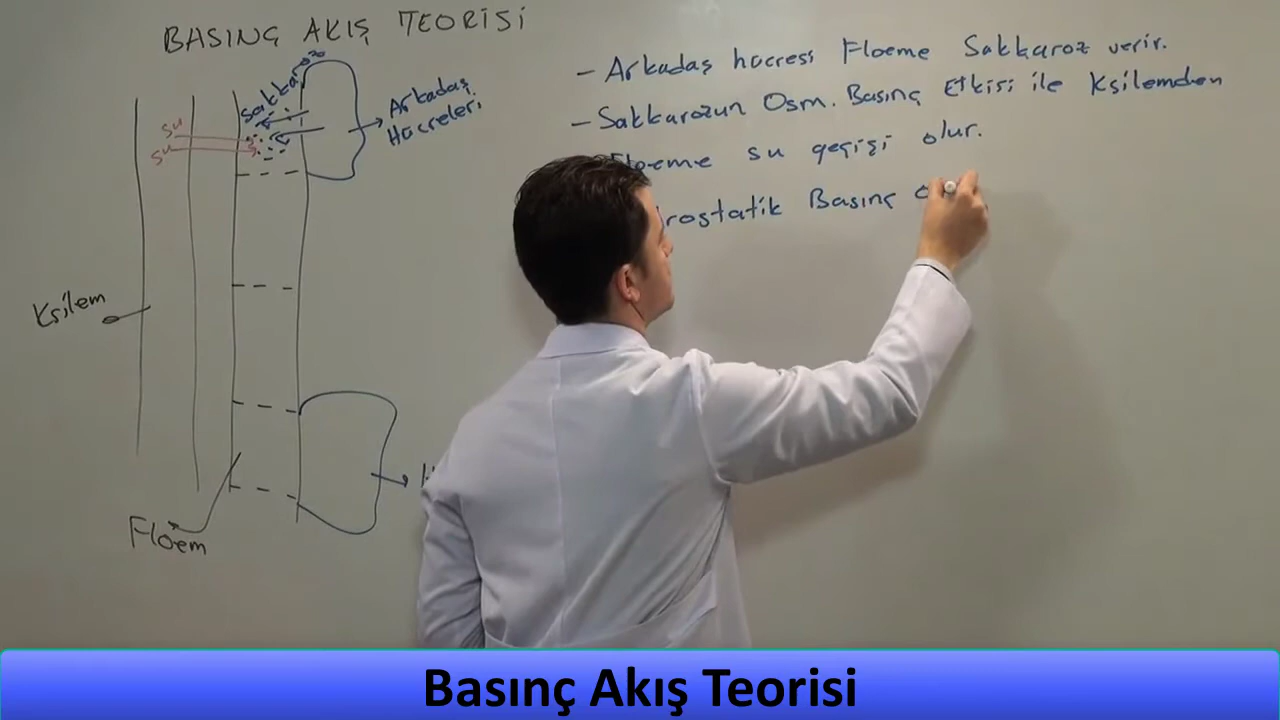 BASINÇ AKIŞ TEORİSİ
Sakkaroz
Arkadaş
Hücreleri
su
su
Ksilem
Floem
- Arkadaş hücresi Floeme Sakkaroz verir.
- Sakkarozun Osm. Basınç Etkisi ile Ksilemden
Floeme su geçişi olur.
Basınç
Basınç Akış Teorisi